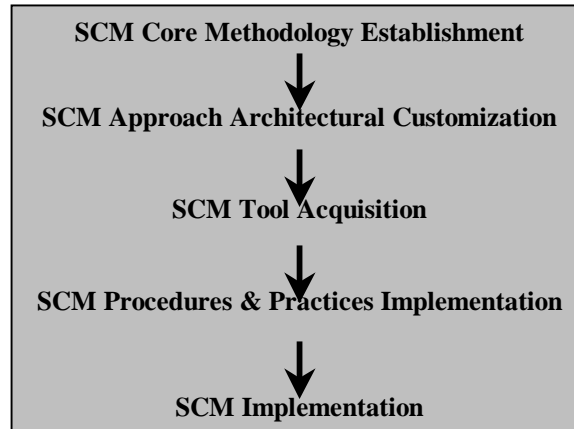 SCM Core Methodology Establishment
SCM Approach Architectural Customization
SCM Tool Acquisition
SCM Procedures & Practices Implementation
SCM Implementation